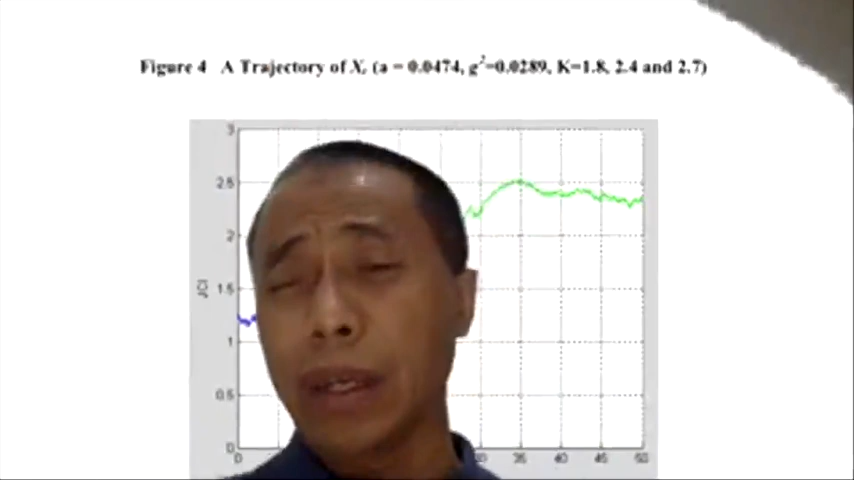 Figure 4 A Trajectory of Xₜ (a = 0.0474, g²=0.0289, K=1.8, 2.4 and 2.7)
3
2.5
2
1.5
JCI
1
0.5
0
0 35 40 45 50